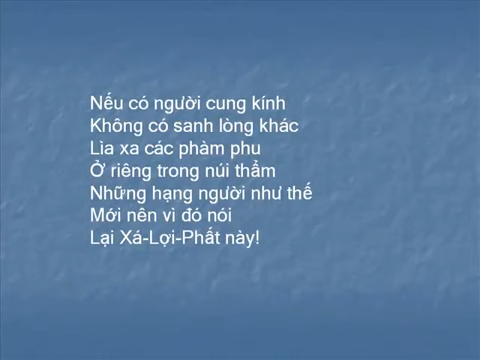 Nếu có người cung kính
Không có sanh lòng khác
Lìa xa các phàm phu
Ở riêng trong núi thẩm
Những hạng người như thế
Mới nên vì đó nói
Lại Xá-Lợi-Phất này!